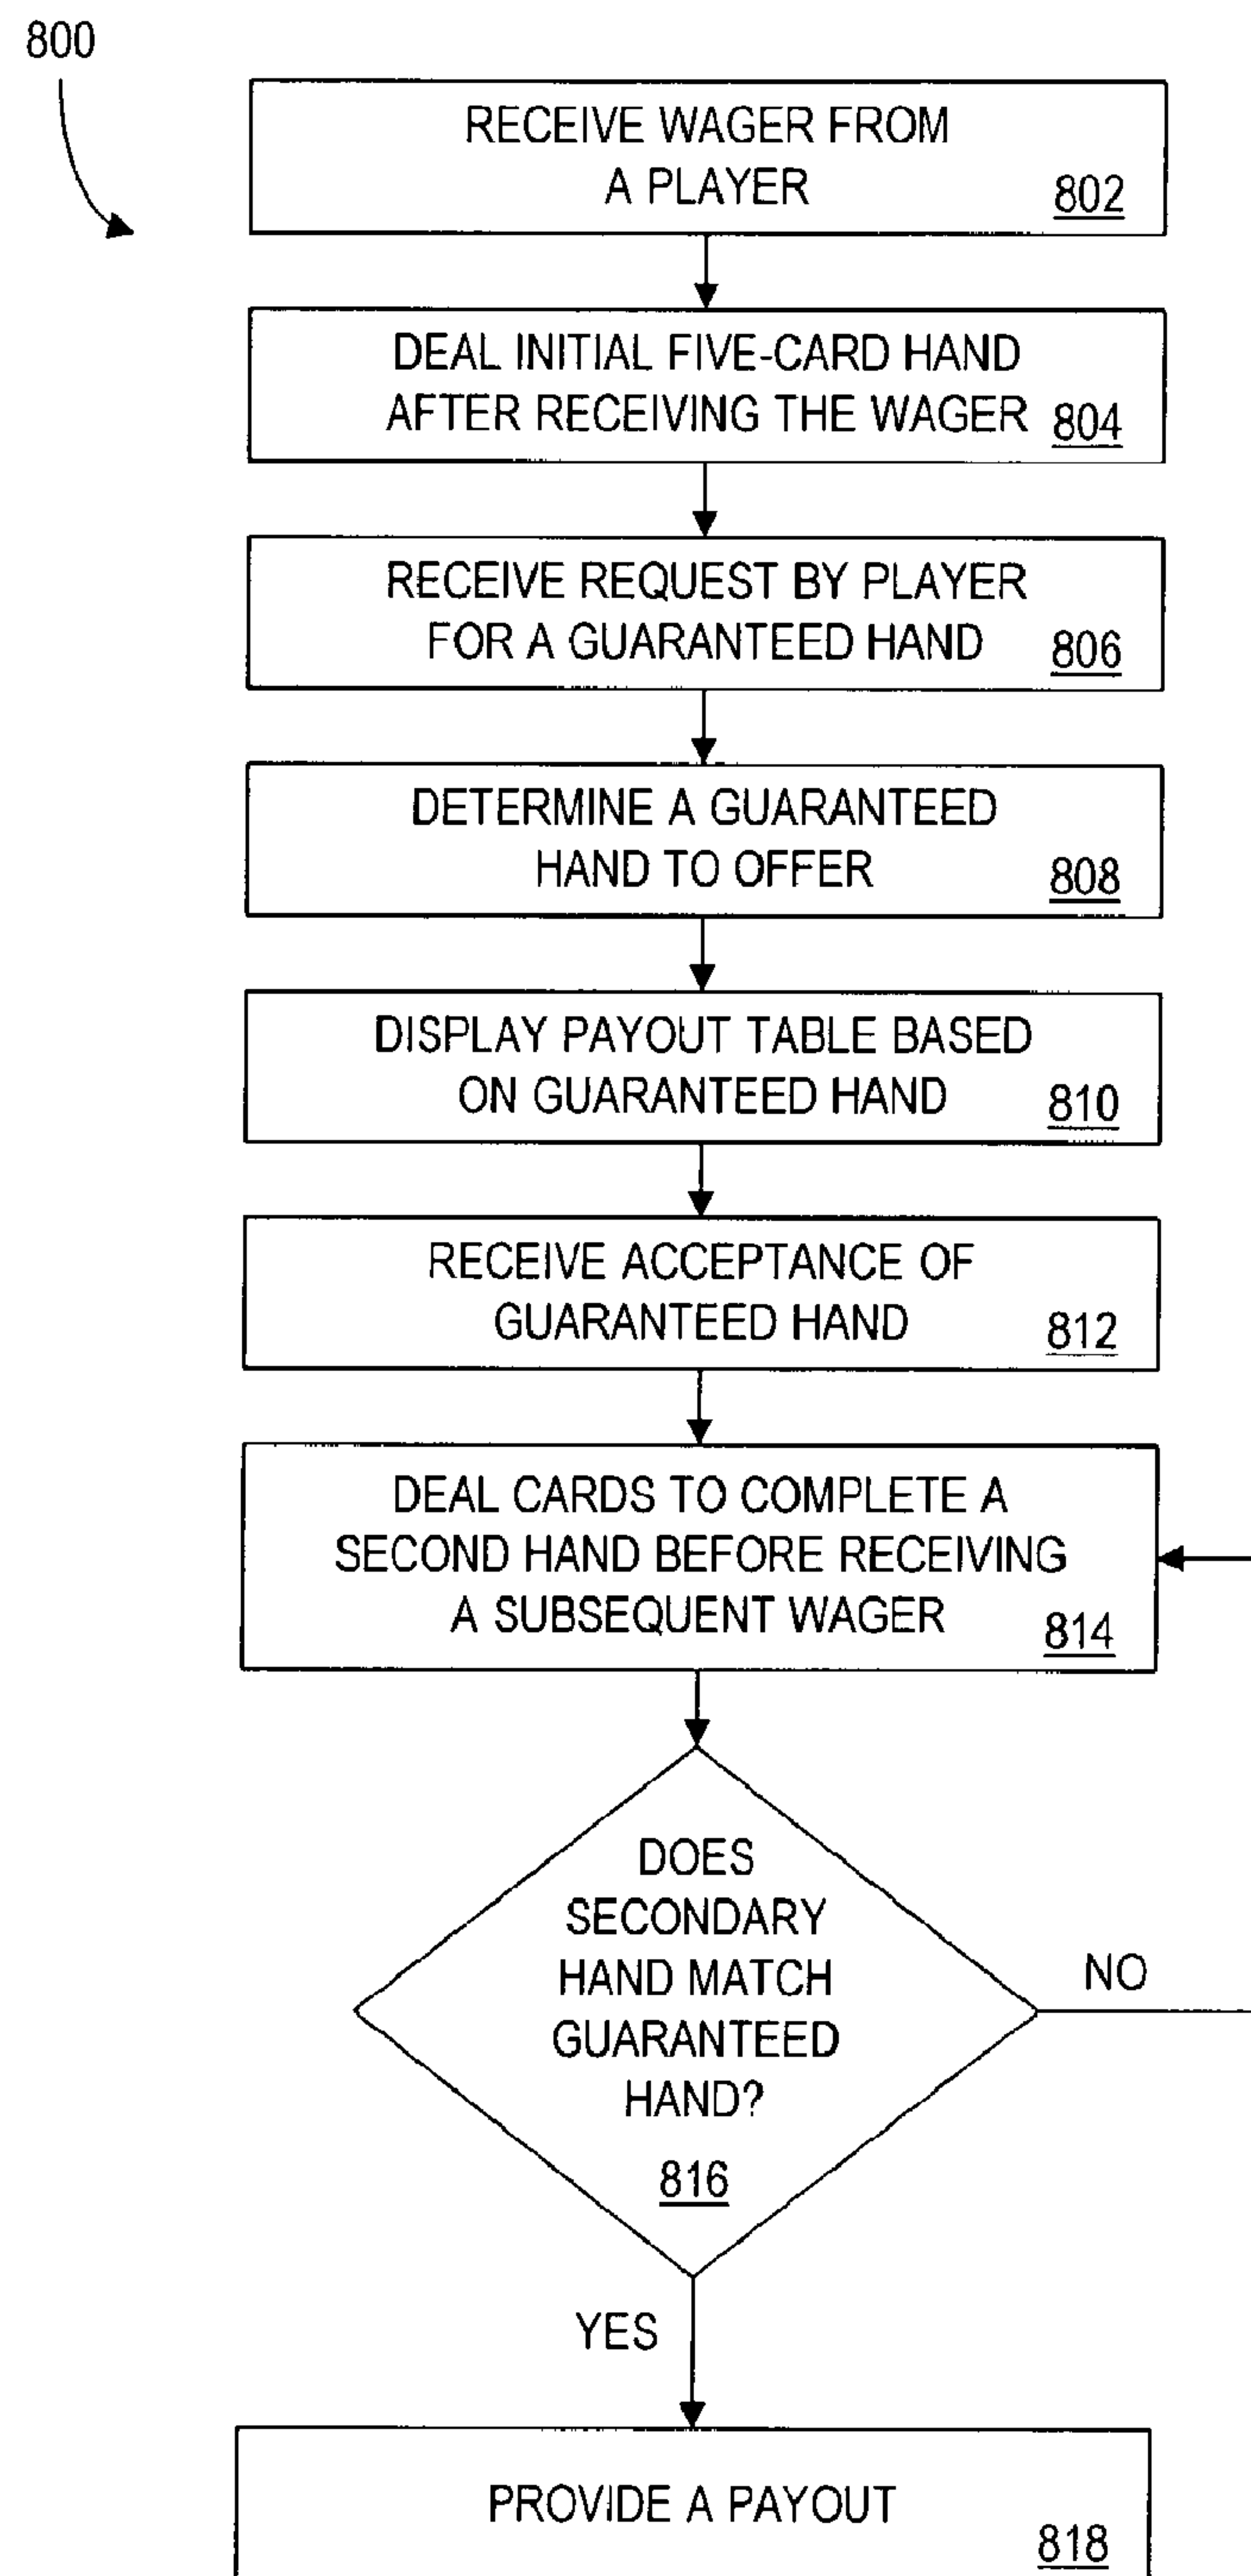 800
RECEIVE WAGER FROM
A PLAYER
802
DEAL INITIAL FIVE-CARD HAND
AFTER RECEIVING THE WAGER
804
RECEIVE REQUEST BY PLAYER
FOR A GUARANTEED HAND
806
DETERMINE A GUARANTEED
HAND TO OFFER
808
DISPLAY PAYOUT TABLE BASED
ON GUARANTEED HAND
810
RECEIVE ACCEPTANCE OF
GUARANTEED HAND
812
DEAL CARDS TO COMPLETE A
SECOND HAND BEFORE RECEIVING
A SUBSEQUENT WAGER
814
DOES
SECONDARY
HAND MATCH
GUARANTEED
HAND?
816
NO
YES
PROVIDE A PAYOUT
818